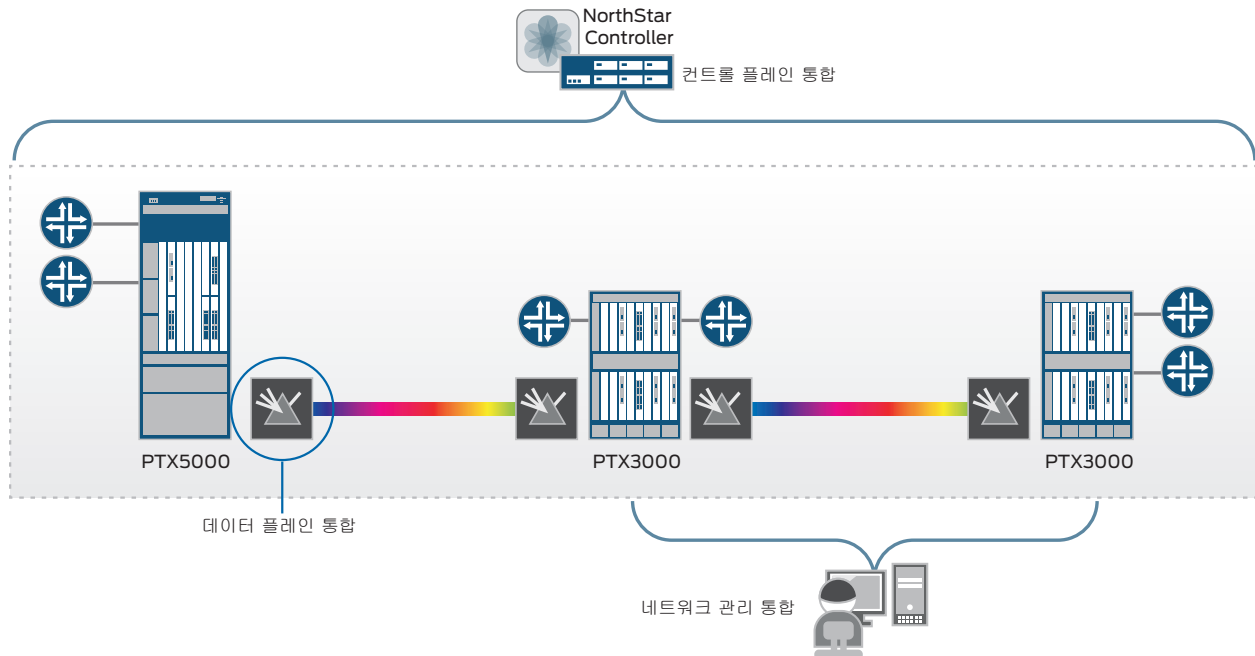 NorthStar
Controller
컨트롤 플레인 통합
PTX5000
PTX3000
PTX3000
데이터 플레인 통합
네트워크 관리 통합